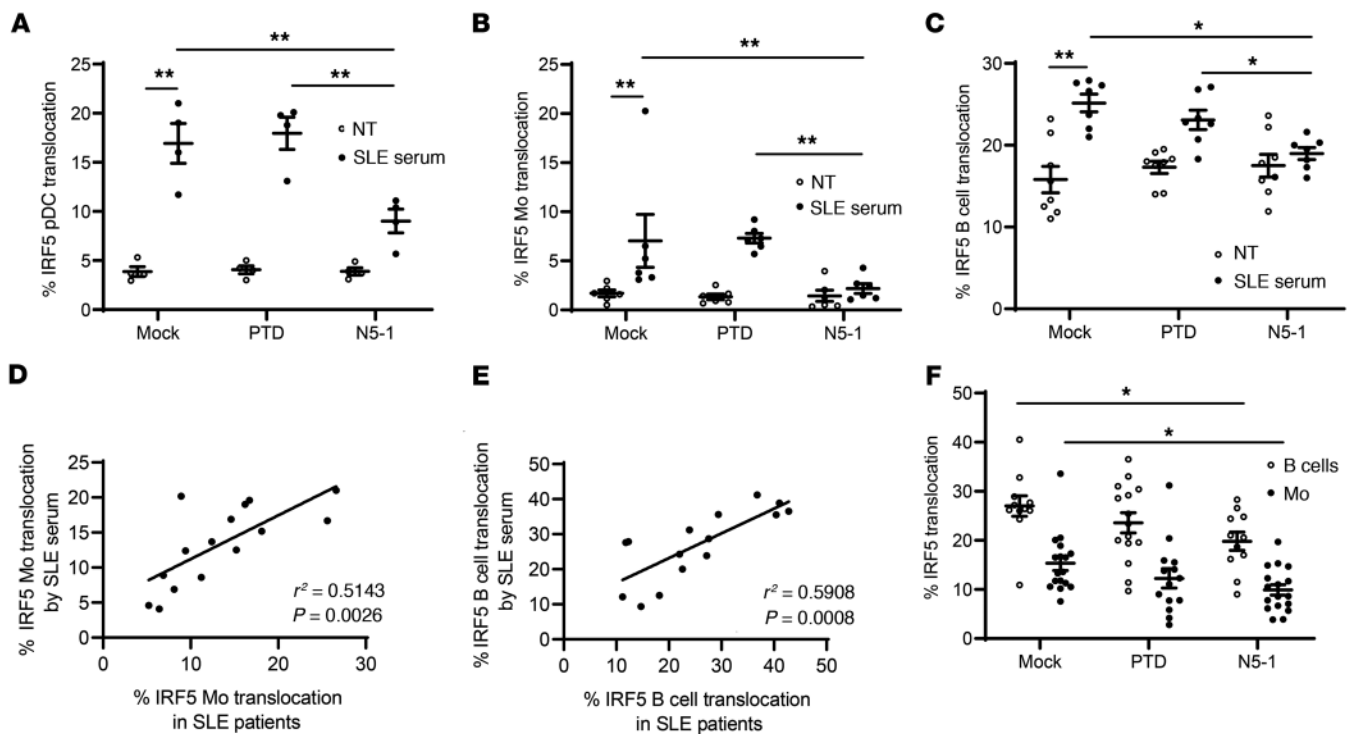 A
% IRF5 pDC translocation
25
20
15
10
5
0
**
**
**
NT
SLE serum
Mock
PTD
N5-1
B
% IRF5 Mo translocation
25
20
15
10
5
0
**
**
**
NT
SLE serum
Mock
PTD
N5-1
C
% IRF5 B cell translocation
30
20
10
0
**
*
*
NT
SLE serum
Mock
PTD
N5-1
D
% IRF5 Mo translocation
by SLE serum
25
20
15
10
5
0
r² = 0.5143
P = 0.0026
0
10
20
30
% IRF5 Mo translocation
in SLE patients
E
% IRF5 B cell translocation
by SLE serum
50
40
30
20
10
0
r² = 0.5908
P = 0.0008
0
10
20
30
40
50
% IRF5 B cell translocation
in SLE patients
F
% IRF5 translocation
50
40
30
20
10
0
*
*
B cells
Mo
Mock
PTD
N5-1